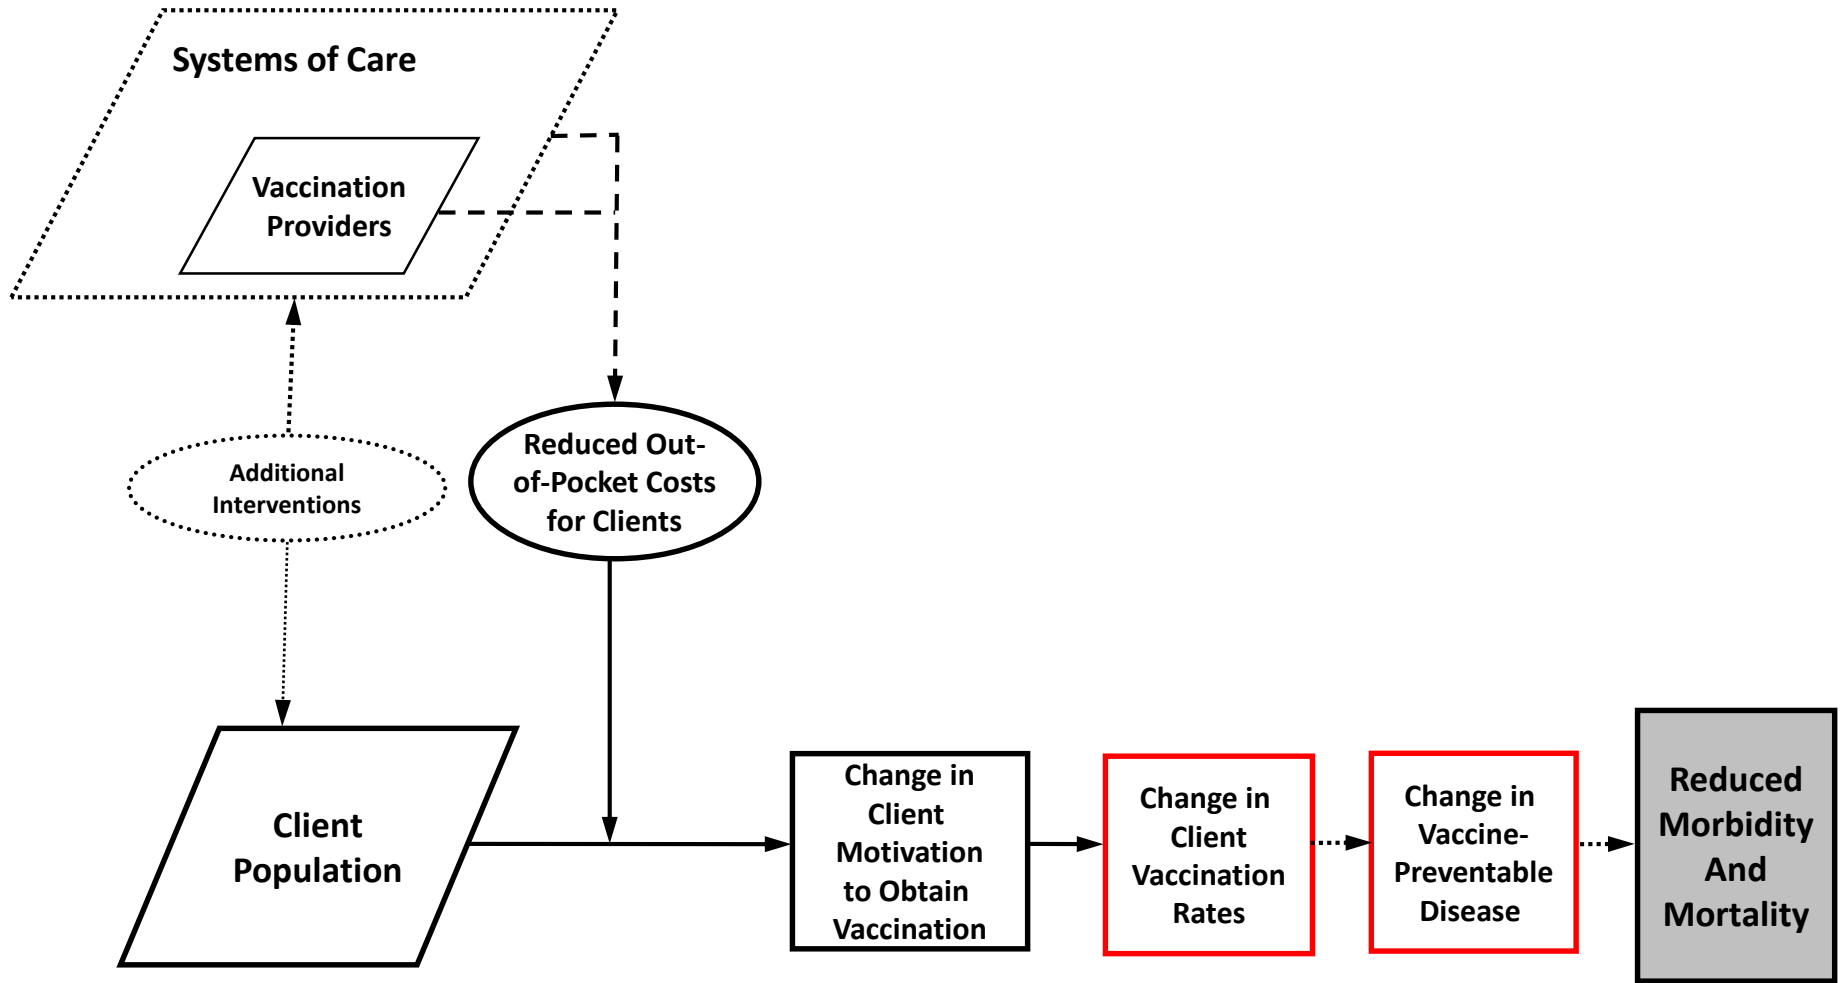 Systems of Care
Vaccination
Providers
Additional
Interventions
Reduced Out-
of-Pocket Costs
for Clients
Client
Population
Change in
Client
Motivation
to Obtain
Vaccination
Change in
Client
Vaccination
Rates
Change in
Vaccine-
Preventable
Disease
Reduced
Morbidity
And
Mortality